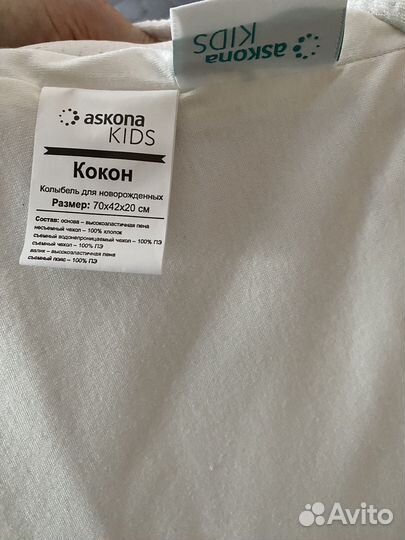 askona
KIDS
askona
KIDS
Кокон
Колыбель для новорожденных
Размер: 70x42x20 см
Состав: основа – высокоэластичная пена
несъемный чехол – 100% хлопок
съемный водонепроницаемый чехол – 100% ПЭ
съемный чехол – 100% ПЭ
валик – высокоэластичная пена
съемный пояс – 100% ПЭ
Avito